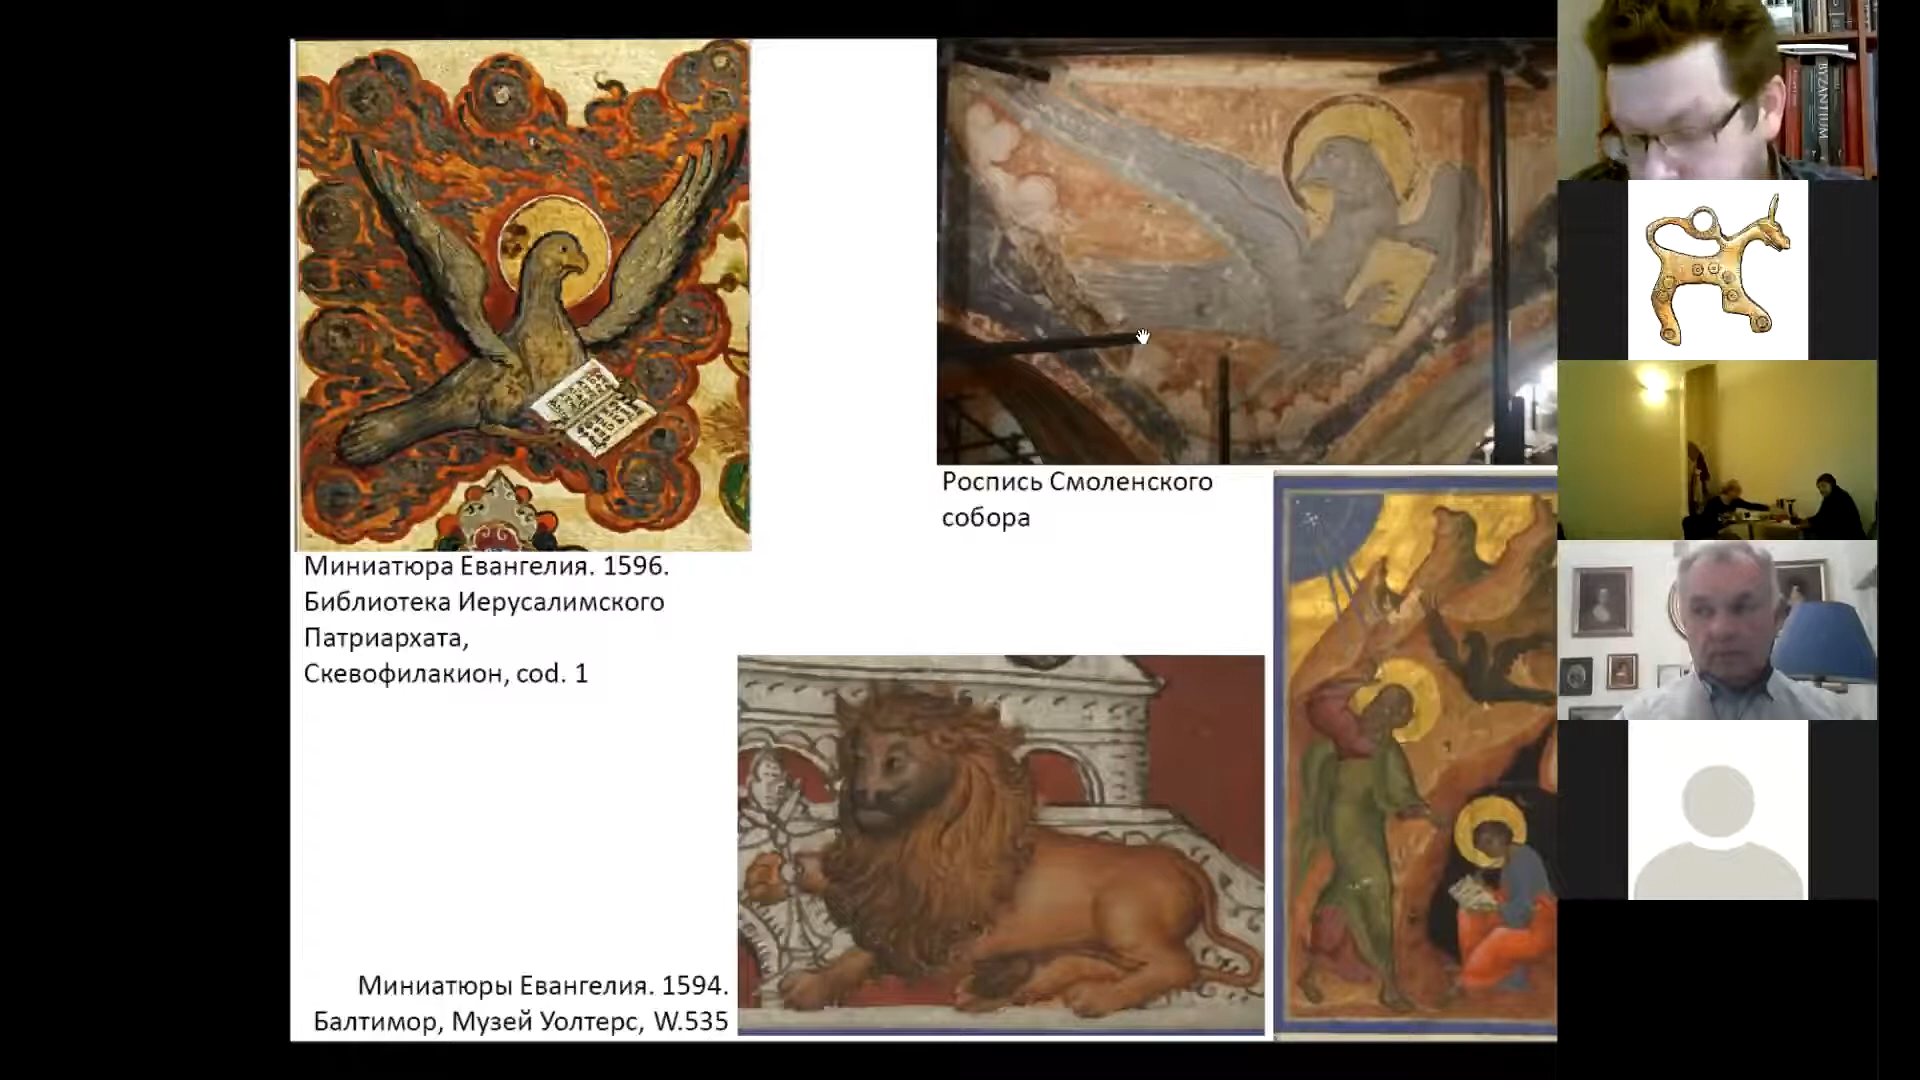 Миниатюра Евангелия. 1596.
Библиотека Иерусалимского
Патриархата,
Скевофилакион, cod. 1
Роспись Смоленского
собора
Миниатюры Евангелия. 1594.
Балтимор, Музей Уолтерс, W.535
BYZANTIUM